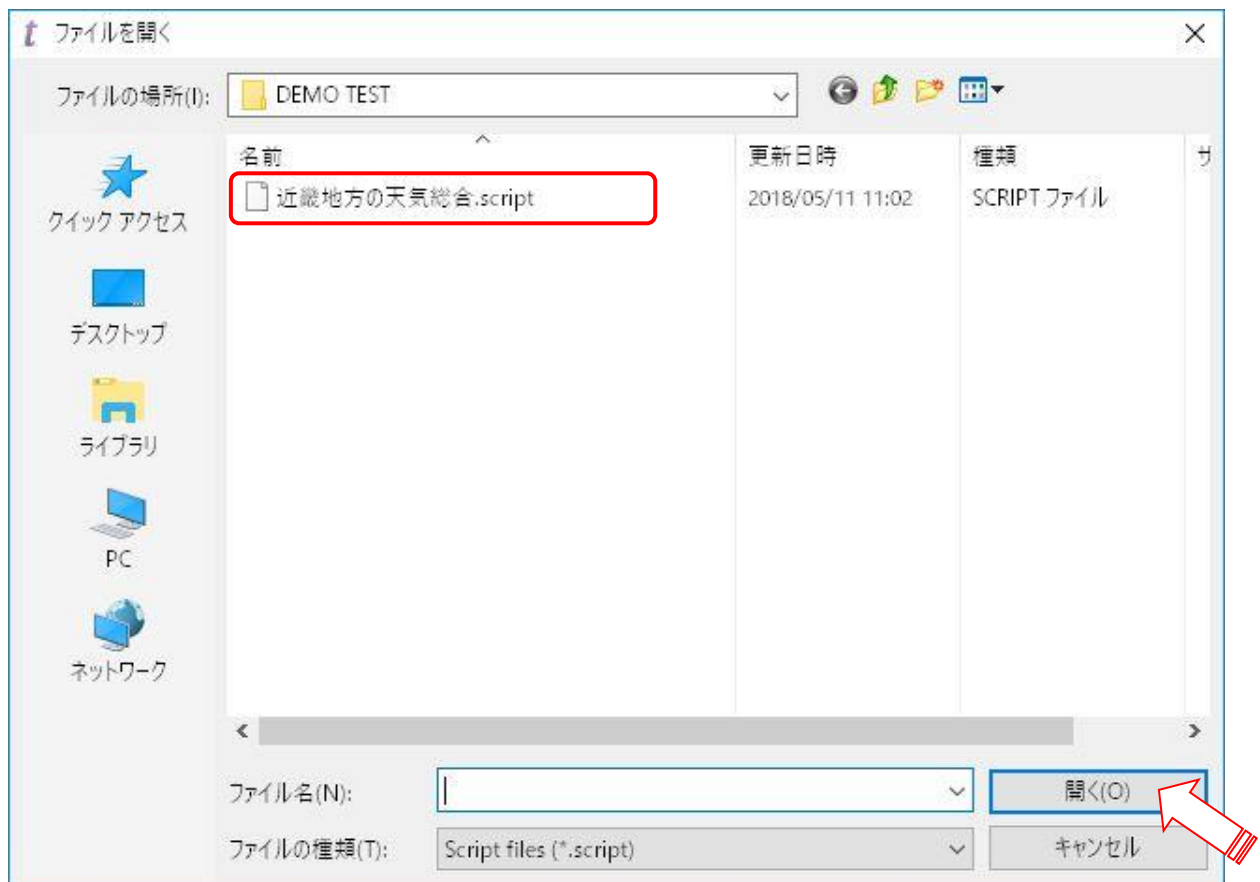 t ファイルを開く
ファイルの場所(I): DEMO TEST
名前 更新日時 種類 サ
近畿地方の天気総合.script 2018/05/11 11:02 SCRIPT ファイル
クイック アクセス
デスクトップ
ライブラリ
PC
ネットワーク
ファイル名(N): 開く(O)
ファイルの種類(T): Script files (*.script) キャンセル